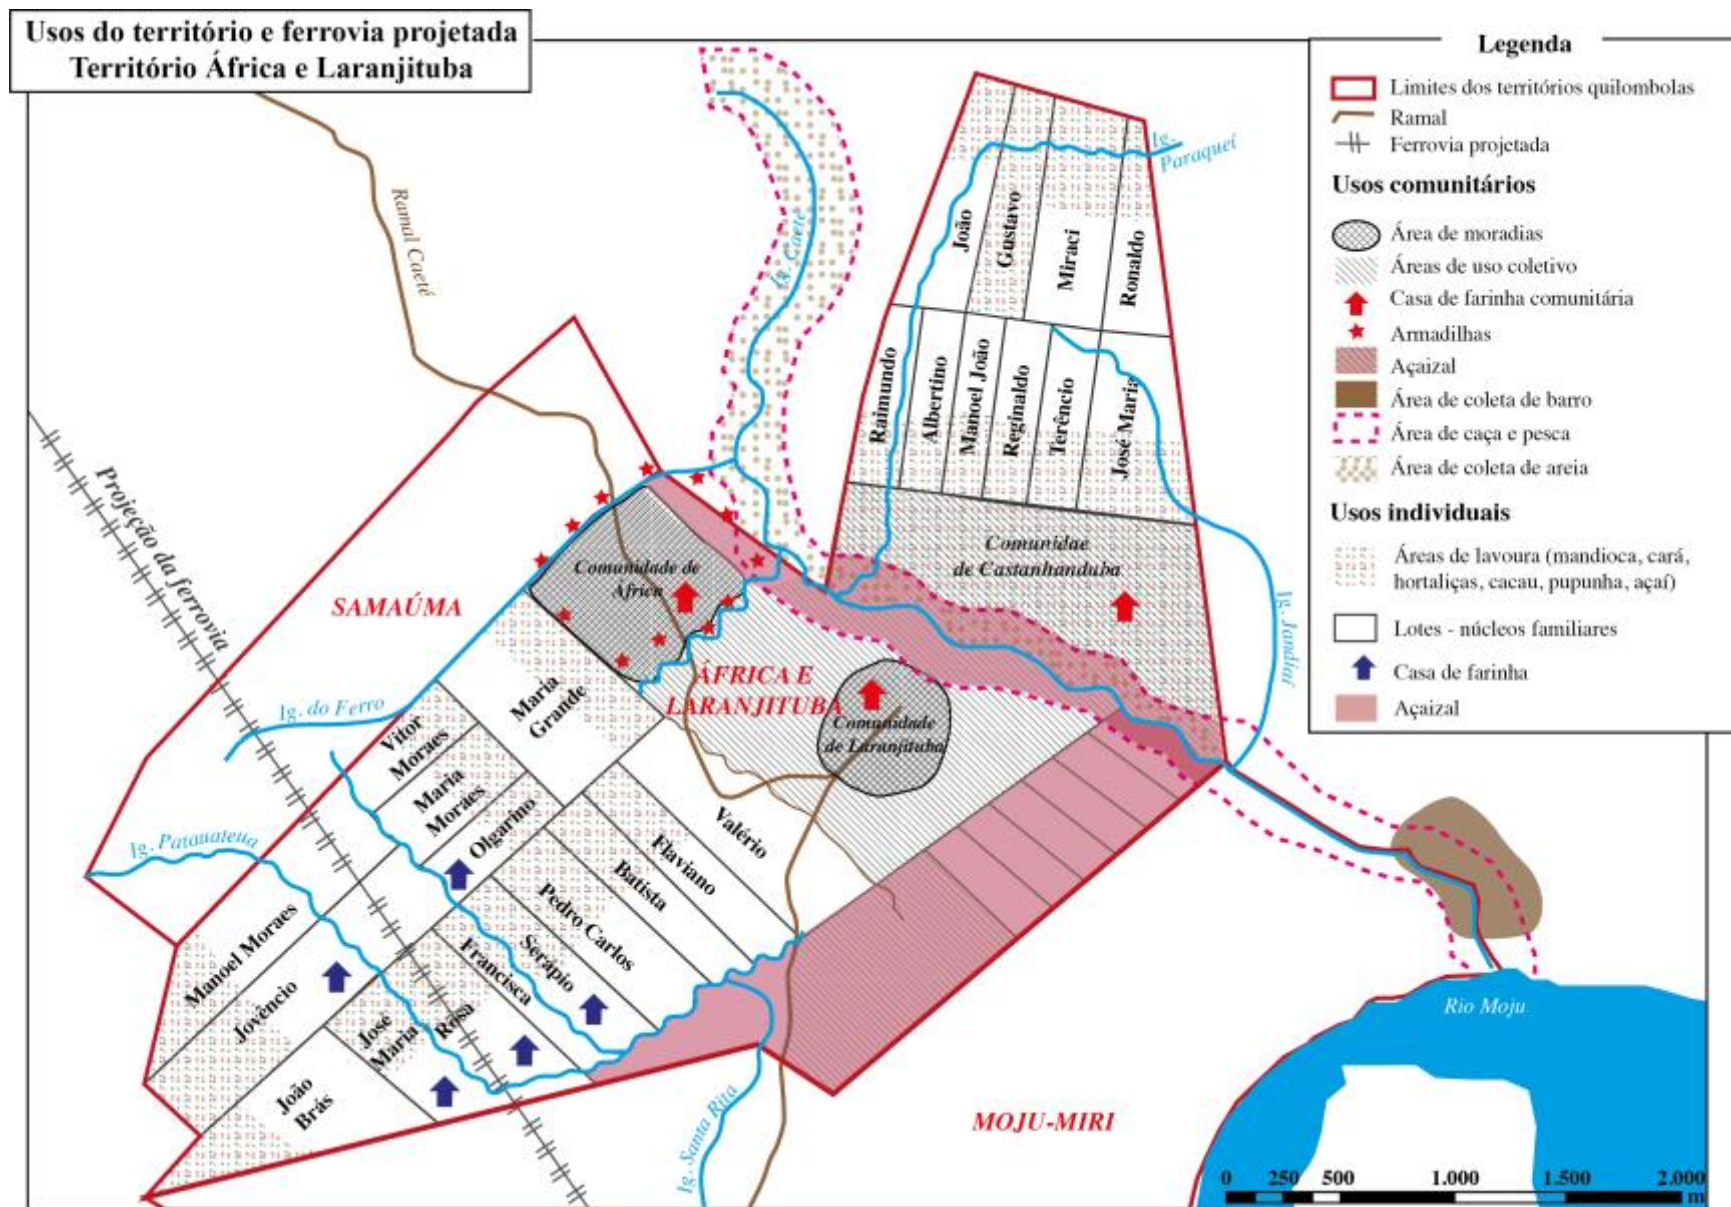 Usos do território e ferrovia projetada
Território África e Laranjituba
Legenda
Limites dos territórios quilombolas
Ramal
Ferrovia projetada
Usos comunitários
Área de moradias
Áreas de uso coletivo
Casa de farinha comunitária
Armadilhas
Açaizal
Área de coleta de barro
Área de caça e pesca
Área de coleta de areia
Usos individuais
Áreas de lavoura (mandioca, cará,
hortaliças, cacau, pupunha, açaí)
Lotes - núcleos familiares
Casa de farinha
Açaizal
Ramal Caeté
Ig. Caeté
Ig.
Paraqueí
João
Gustavo
Miraci
Ronaldo
Raimundo
Albertino
Manoel João
Reginaldo
Terêncio
José Maria
Comunidae
de Castanhanduba
Ig. Jandiaí
Projeção da ferrovia
SAMAÚMA
Comunidade de
África
ÁFRICA E
LARANJITUBA
Comunidade
de Laranjituba
Ig. do Ferro
Maria
Grande
Vitor
Moraes
Maria
Moraes
Olgarino
Valério
Flaviano
Batista
Pedro Carlos
Serápio
Francisca
Ig. Patauateua
Manoel Moraes
Jovêncio
José
Maria
Rosa
João
Brás
Ig. Santa Rita
MOJU-MIRI
Rio Moju
0 250 500 1.000 1.500 2.000
m